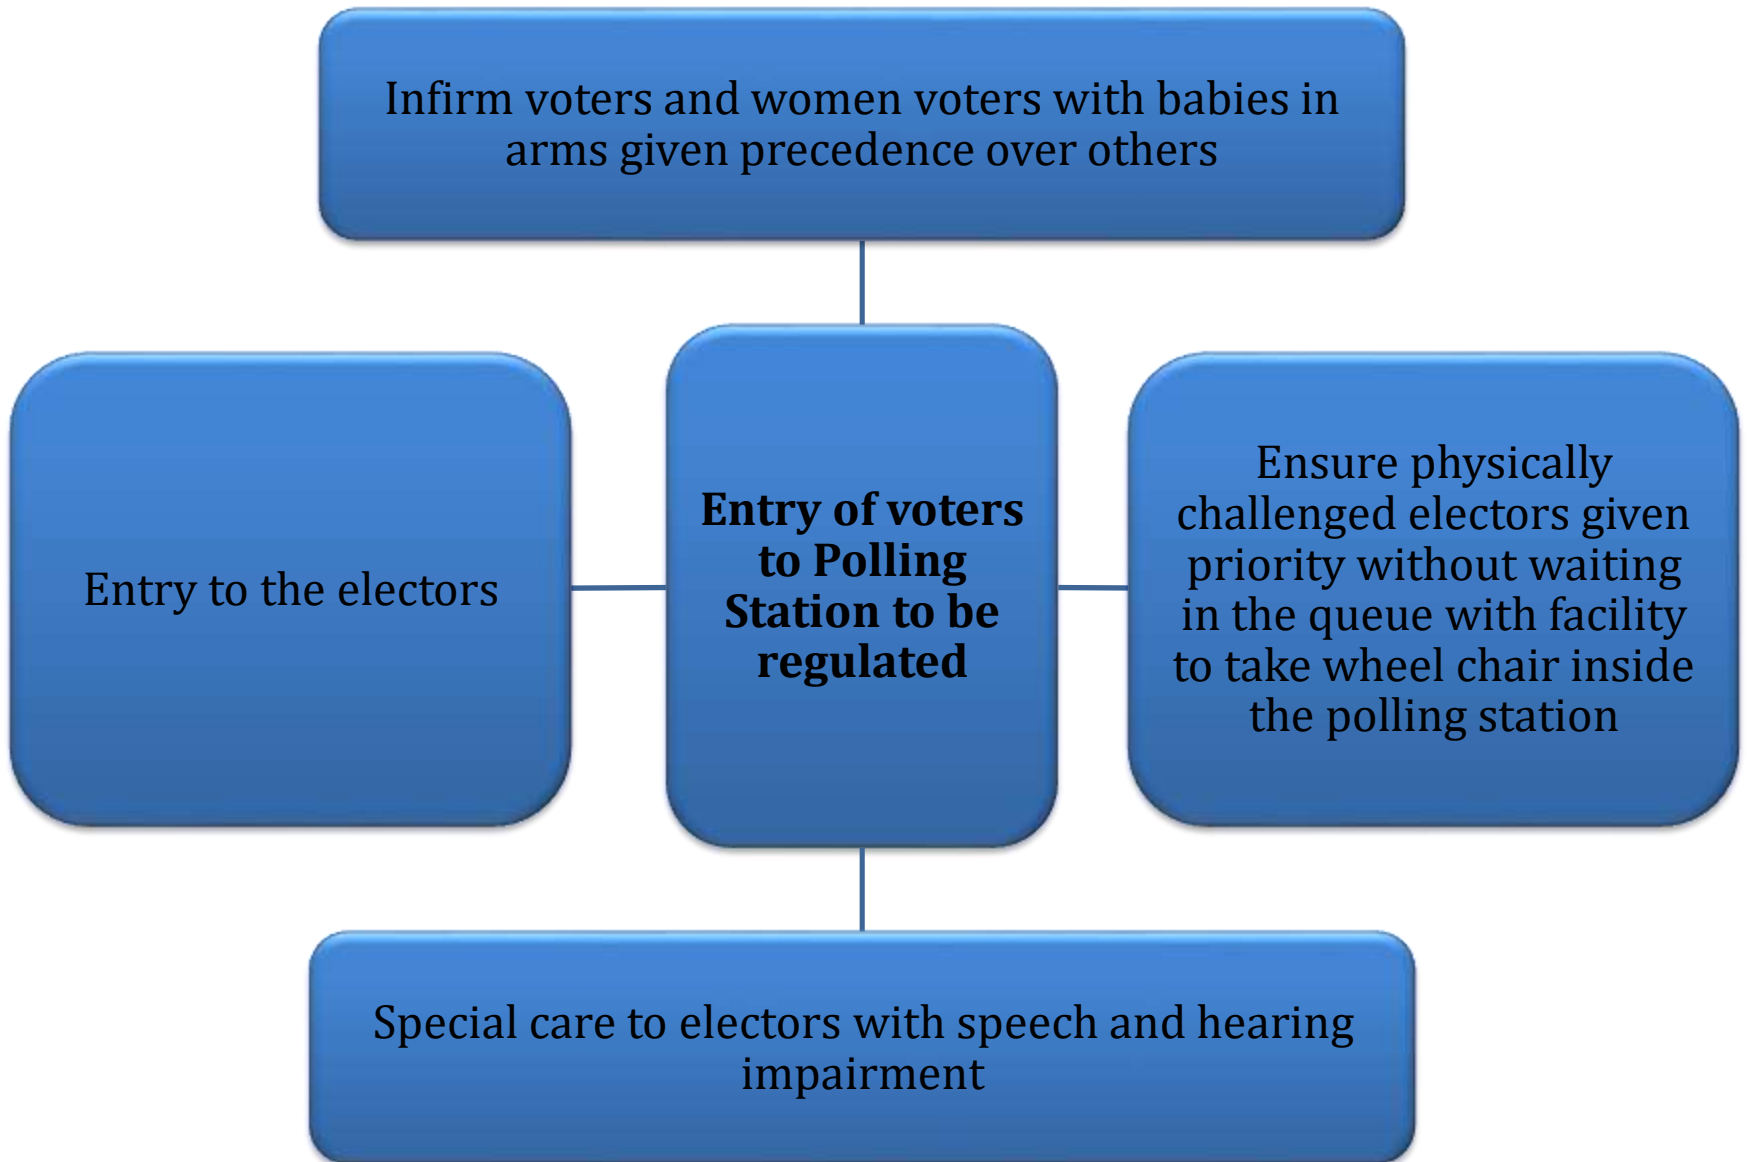 Infirm voters and women voters with babies in
arms given precedence over others
Entry to the electors
Entry of voters
to Polling
Station to be
regulated
Ensure physically
challenged electors given
priority without waiting
in the queue with facility
to take wheel chair inside
the polling station
Special care to electors with speech and hearing
impairment